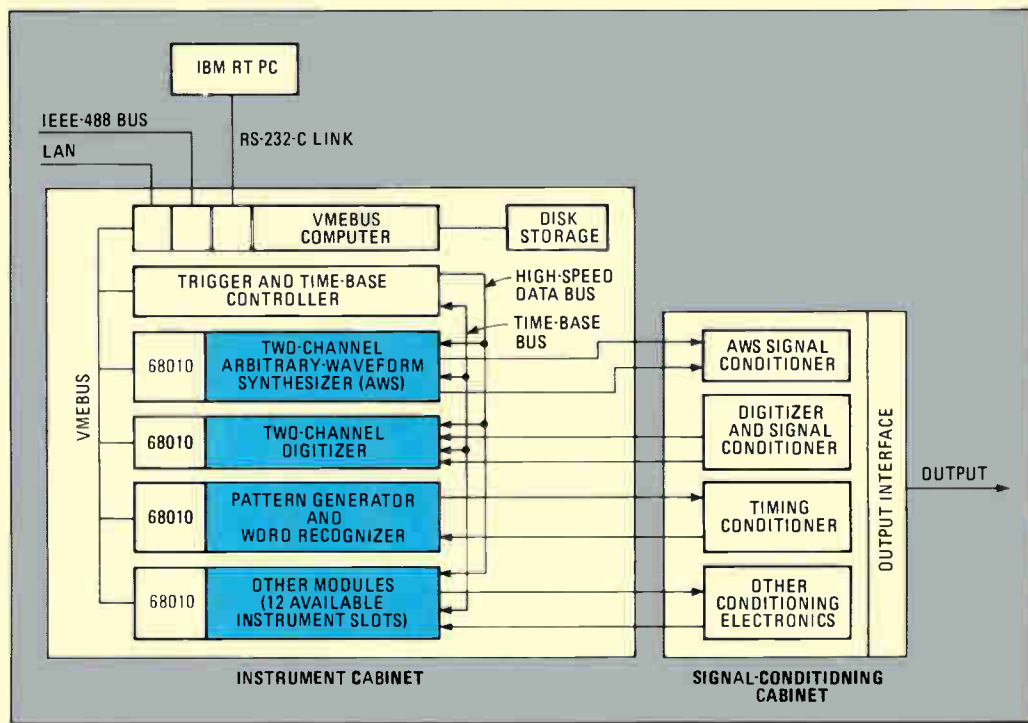 IBM RT PC
IEEE-488 BUS
RS-232-C LINK
LAN
VMEBUS
COMPUTER
DISK
STORAGE
TRIGGER AND TIME-BASE
CONTROLLER
HIGH-SPEED
DATA BUS
TIME-BASE
BUS
VMEBUS
68010
TWO-CHANNEL
ARBITRARY-WAVEFORM
SYNTHESIZER (AWS)
68010
TWO-CHANNEL
DIGITIZER
68010
PATTERN GENERATOR
AND
WORD RECOGNIZER
68010
OTHER MODULES
(12 AVAILABLE
INSTRUMENT SLOTS)
INSTRUMENT CABINET
AWS SIGNAL
CONDITIONER
DIGITIZER
AND SIGNAL
CONDITIONER
TIMING
CONDITIONER
OTHER
CONDITIONING
ELECTRONICS
OUTPUT INTERFACE
OUTPUT
SIGNAL-CONDITIONING
CABINET